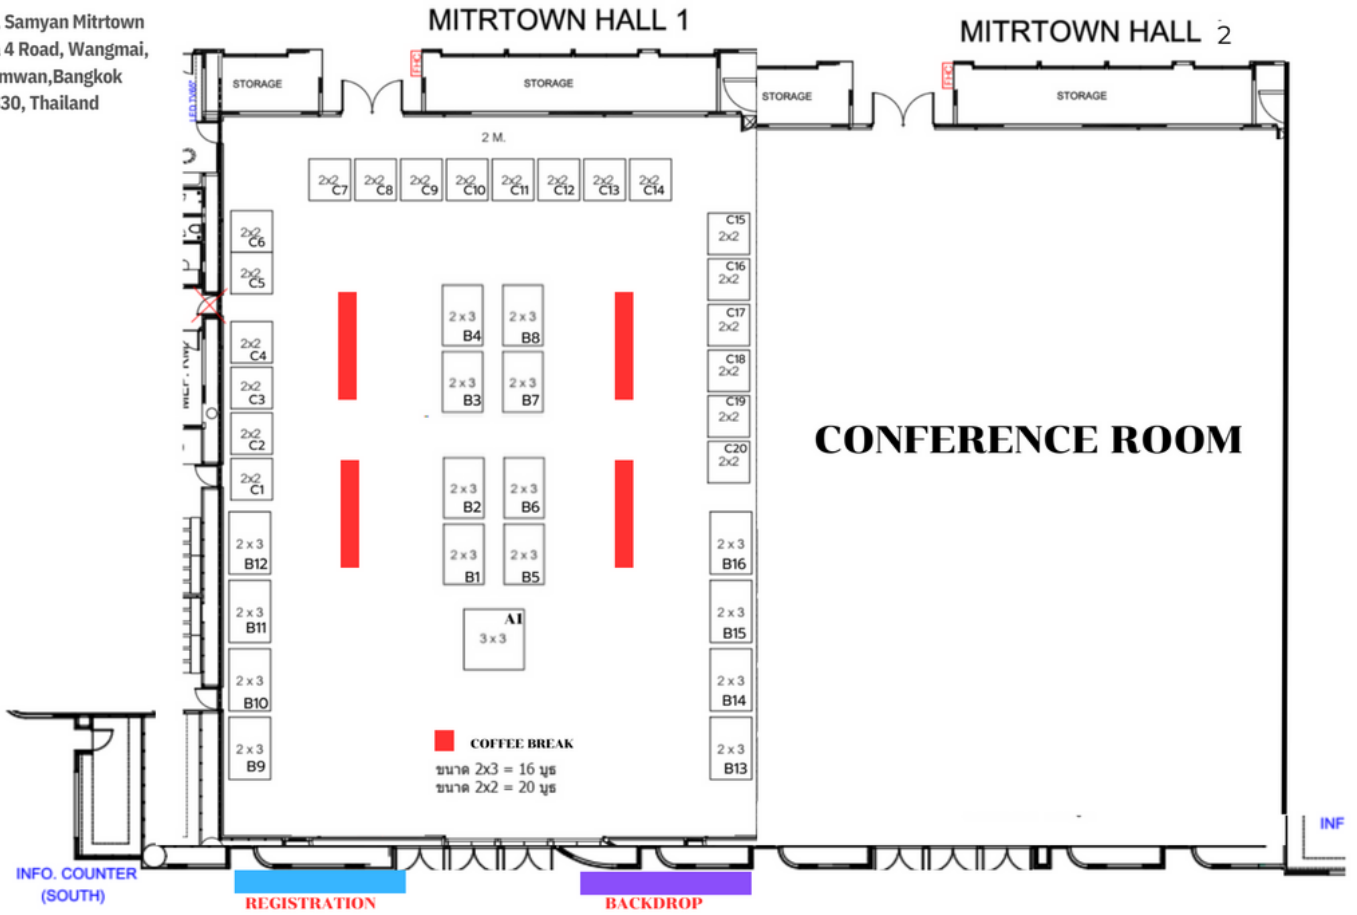 Samyan Mitrtown
4 Road, Wangmai,
mwan,Bangkok
30, Thailand
MITRTOWN HALL 1
MITRTOWN HALL 2
LED TV60"
STORAGE
FHC
STORAGE
STORAGE
FHC
STORAGE
2 M.
2x2 C7
2x2 C8
2x2 C9
2x2 C10
2x2 C11
2x2 C12
2x2 C13
2x2 C14
2x2 C6
2x2 C5
2x2 C4
2x2 C3
2x2 C2
2x2 C1
C15 2x2
C16 2x2
C17 2x2
C18 2x2
C19 2x2
C20 2x2
2 x 3 B4
2 x 3 B8
2 x 3 B3
2 x 3 B7
2 x 3 B2
2 x 3 B6
2 x 3 B1
2 x 3 B5
A1
3 x 3
2 x 3 B12
2 x 3 B11
2 x 3 B10
2 x 3 B9
2 x 3 B16
2 x 3 B15
2 x 3 B14
2 x 3 B13
CONFERENCE ROOM
COFFEE BREAK
ขนาด 2x3 = 16 บูธ
ขนาด 2x2 = 20 บูธ
INFO. COUNTER
(SOUTH)
REGISTRATION
BACKDROP
INF